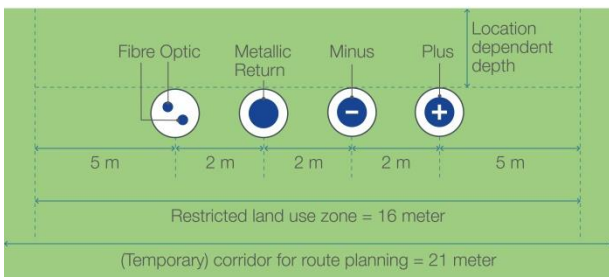 Location
dependent
depth
Fibre Optic
Metallic
Return
Minus
Plus
−
+
5 m
2 m
2 m
2 m
5 m
Restricted land use zone = 16 meter
(Temporary) corridor for route planning = 21 meter